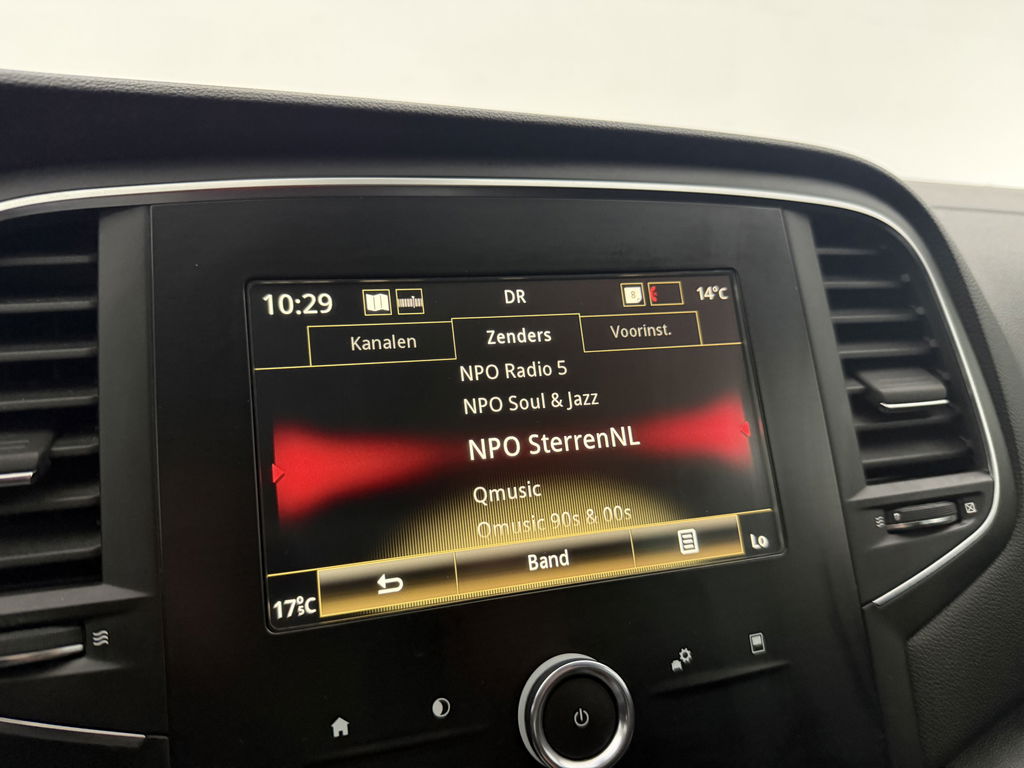 10:29 DR 14°C
Kanalen Zenders Voorinst.
NPO Radio 5
NPO Soul & Jazz
NPO SterrenNL
Qmusic
Qmusic 90s & 00s
Band
17°5C Lo